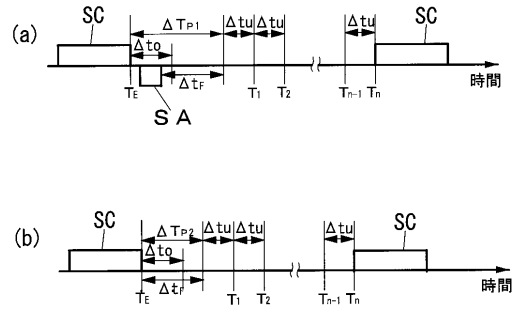 (a)
SC
ΔTP1
Δtu
Δtu
Δtu
SC
Δto
ΔtF
TE
T1
T2
Tn-1
Tn
時間
SA
(b)
SC
ΔTP2
Δtu
Δtu
Δtu
SC
Δto
TE
ΔtF
T1
T2
Tn-1
Tn
時間